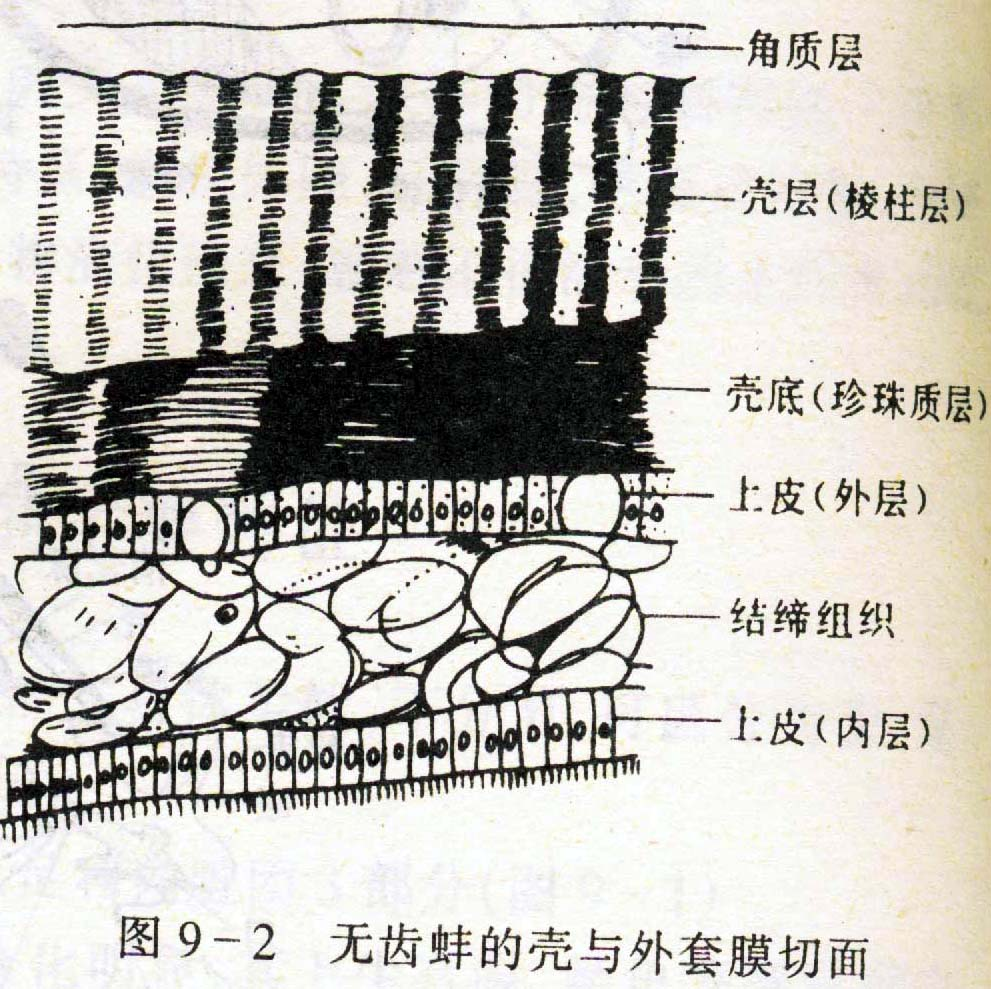 角质层
壳层(棱柱层)
壳底(珍珠质层)
上皮(外层)
结缔组织
上皮(内层)
图9-2 无齿蚌的壳与外套膜切面